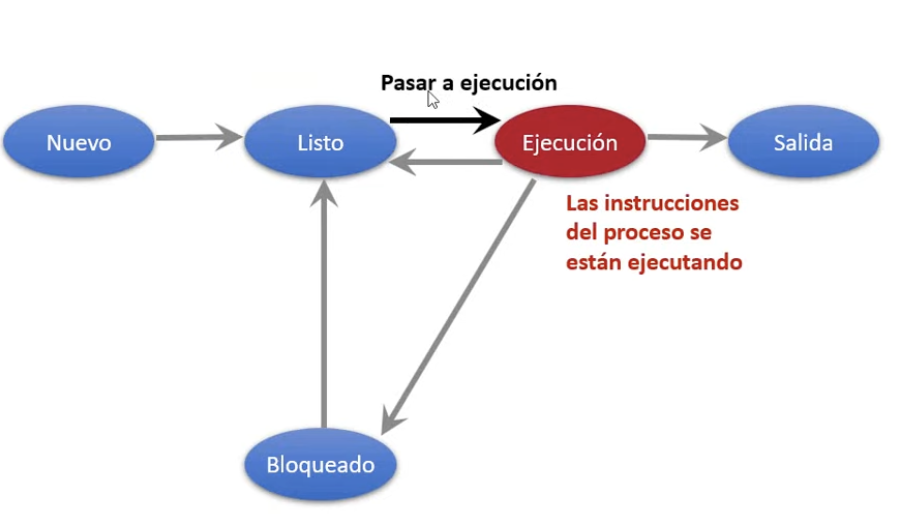 Pasar a ejecución
Nuevo
Listo
Ejecución
Salida
Las instrucciones
del proceso se
están ejecutando
Bloqueado